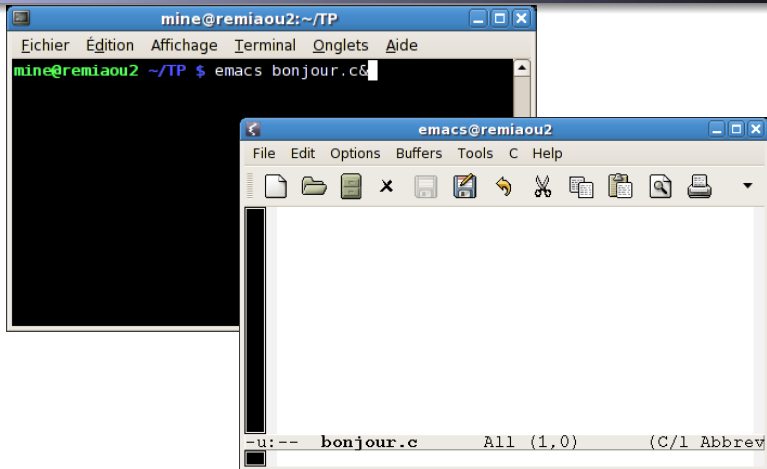 mine@remiaou2:~/TP
Fichier Édition Affichage Terminal Onglets Aide
mine@remiaou2 ~/TP $ emacs bonjour.c&
emacs@remiaou2
File Edit Options Buffers Tools C Help
-u:-- bonjour.c All (1,0) (C/l Abbrev